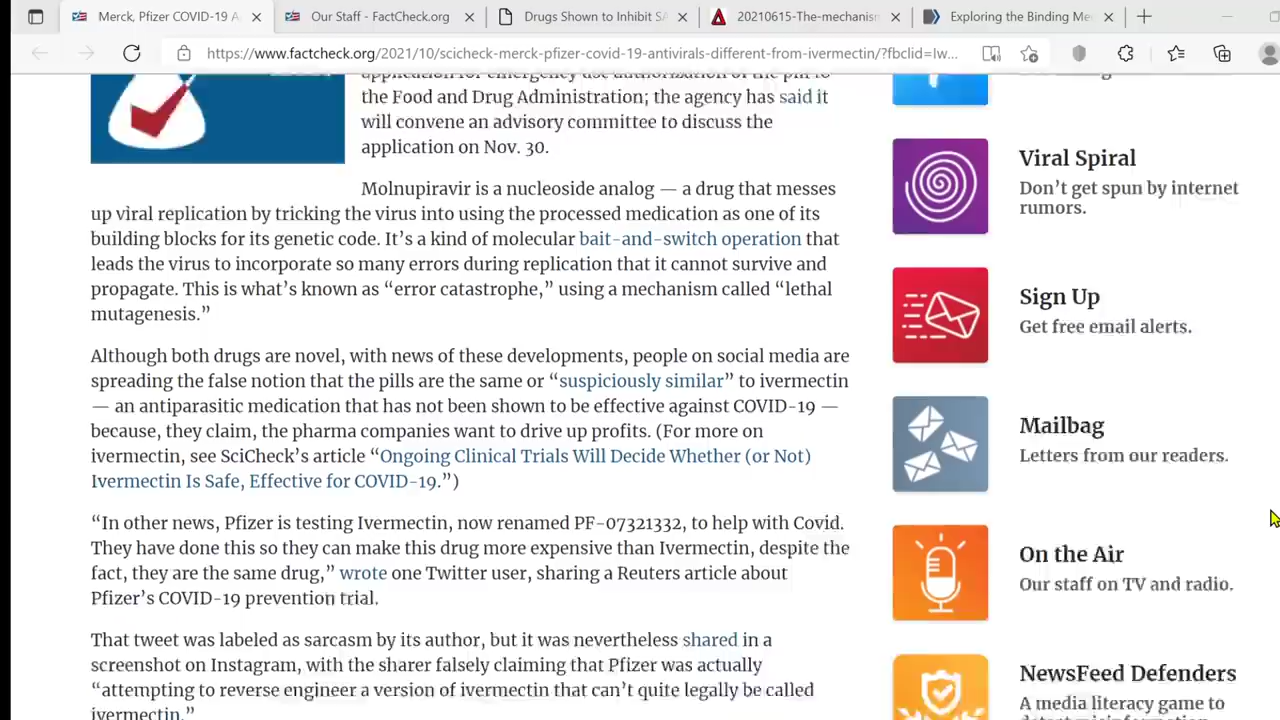 Merck, Pfizer COVID-19 A
Our Staff - FactCheck.org
Drugs Shown to Inhibit SA
20210615-The-mechanism
Exploring the Binding Me
https://www.factcheck.org/2021/10/scicheck-merck-pfizer-covid-19-antivirals-different-from-ivermectin/?fbclid=Iw...
application for emergency use authorization of the pill to
the Food and Drug Administration; the agency has said it
will convene an advisory committee to discuss the
application on Nov. 30.
Molnupiravir is a nucleoside analog — a drug that messes
up viral replication by tricking the virus into using the processed medication as one of its
building blocks for its genetic code. It’s a kind of molecular bait-and-switch operation that
leads the virus to incorporate so many errors during replication that it cannot survive and
propagate. This is what’s known as “error catastrophe,” using a mechanism called “lethal
mutagenesis.”
Although both drugs are novel, with news of these developments, people on social media are
spreading the false notion that the pills are the same or “suspiciously similar” to ivermectin
— an antiparasitic medication that has not been shown to be effective against COVID-19 —
because, they claim, the pharma companies want to drive up profits. (For more on
ivermectin, see SciCheck’s article “Ongoing Clinical Trials Will Decide Whether (or Not)
Ivermectin Is Safe, Effective for COVID-19.”)
“In other news, Pfizer is testing Ivermectin, now renamed PF-07321332, to help with Covid.
They have done this so they can make this drug more expensive than Ivermectin, despite the
fact, they are the same drug,” wrote one Twitter user, sharing a Reuters article about
Pfizer’s COVID-19 prevention trial.
That tweet was labeled as sarcasm by its author, but it was nevertheless shared in a
screenshot on Instagram, with the sharer falsely claiming that Pfizer was actually
“attempting to reverse engineer a version of ivermectin that can’t quite legally be called
ivermectin.”
Viral Spiral
Don’t get spun by internet
rumors.
Sign Up
Get free email alerts.
Mailbag
Letters from our readers.
On the Air
Our staff on TV and radio.
NewsFeed Defenders
A media literacy game to
detect misinformation.